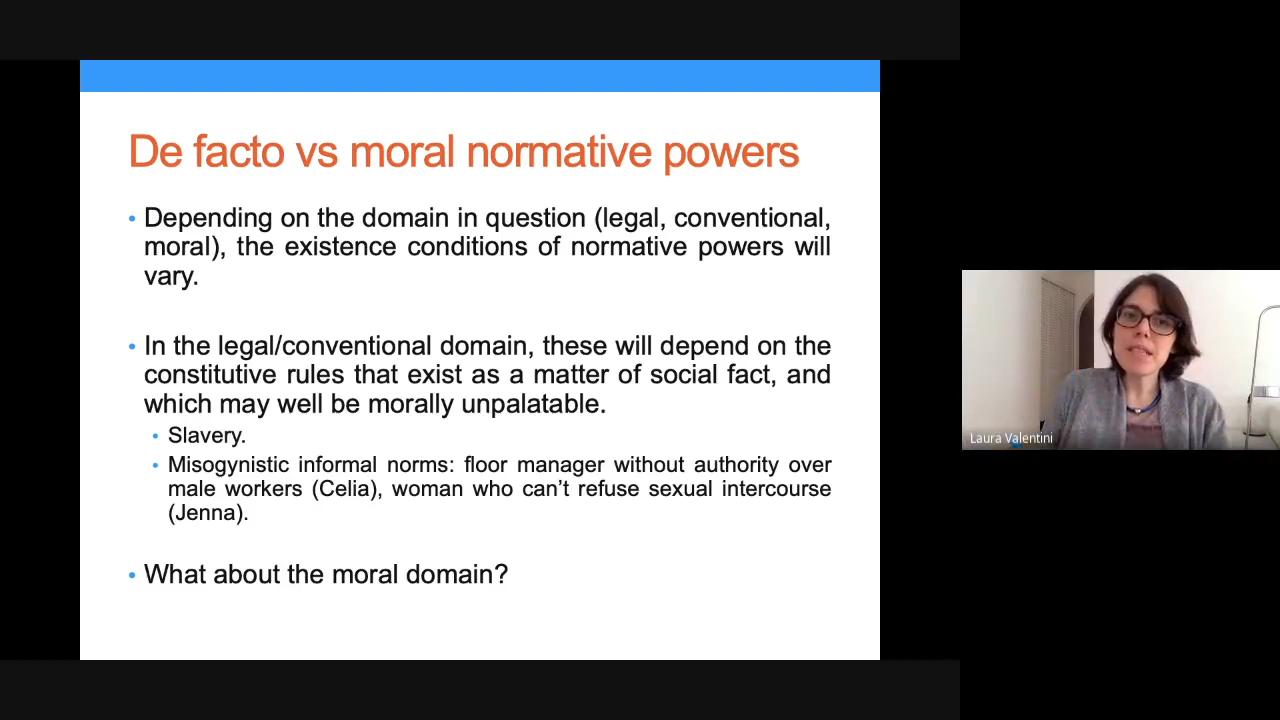 De facto vs moral normative powers
• Depending on the domain in question (legal, conventional,
moral), the existence conditions of normative powers will
vary.
• In the legal/conventional domain, these will depend on the
constitutive rules that exist as a matter of social fact, and
which may well be morally unpalatable.
• Slavery.
• Misogynistic informal norms: floor manager without authority over
male workers (Celia), woman who can’t refuse sexual intercourse
(Jenna).
• What about the moral domain?
Laura Valentini